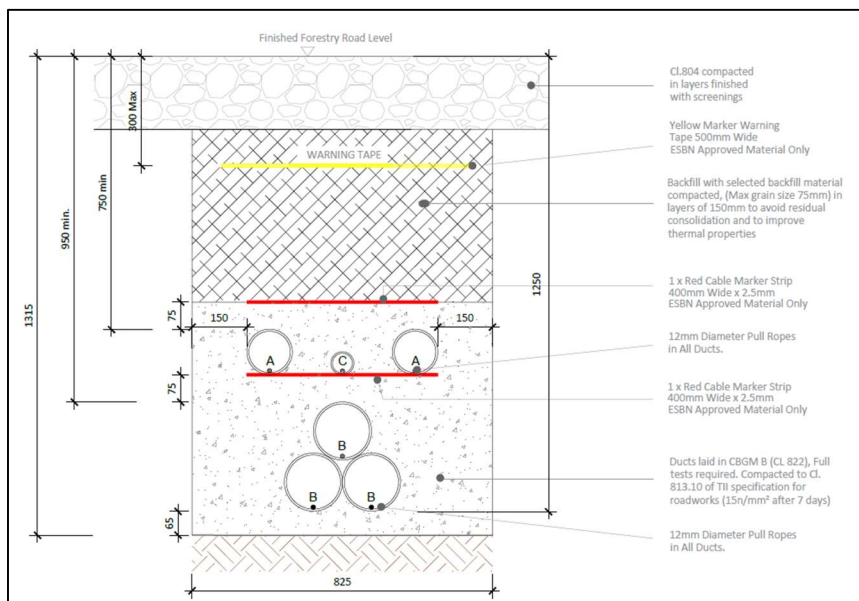 Finished Forestry Road Level
300 Max
750 min
950 min.
1315
1250
WARNING TAPE
75
150
150
A
C
A
75
B
B
B
65
825
Cl.804 compacted
in layers finished
with screenings
Yellow Marker Warning
Tape 500mm Wide
ESBN Approved Material Only
Backfill with selected backfill material
compacted, (Max grain size 75mm) in
layers of 150mm to avoid residual
consolidation and to improve
thermal properties
1 x Red Cable Marker Strip
400mm Wide x 2.5mm
ESBN Approved Material Only
12mm Diameter Pull Ropes
in All Ducts.
1 x Red Cable Marker Strip
400mm Wide x 2.5mm
ESBN Approved Material Only
Ducts laid in CBGM B (CL 822), Full
tests required. Compacted to Cl.
813.10 of TII specification for
roadworks (15n/mm² after 7 days)
12mm Diameter Pull Ropes
in All Ducts.